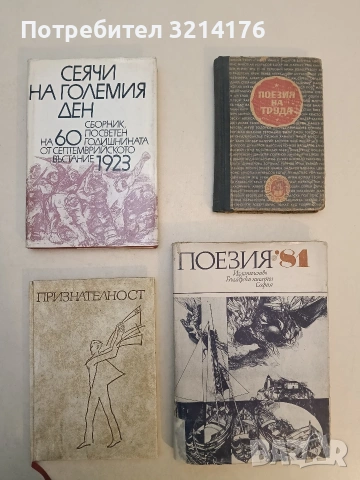 Потребител 3214176
СЕЯЧИ
НА ГОЛЕМИЯ
ДЕН
СБОРНИК
ПОСВЕТЕН
НА 60 ГОДИШНИНАТА
ОТ СЕПТЕМВРИЙСКОТО
ВЪСТАНИЕ 1923
ПОЕЗИЯ
НА
ТРУДА
ПРИЗНАТЕЛНОСТ
ПОЕЗИЯ '81
Издателство
Български писател
София
bazar